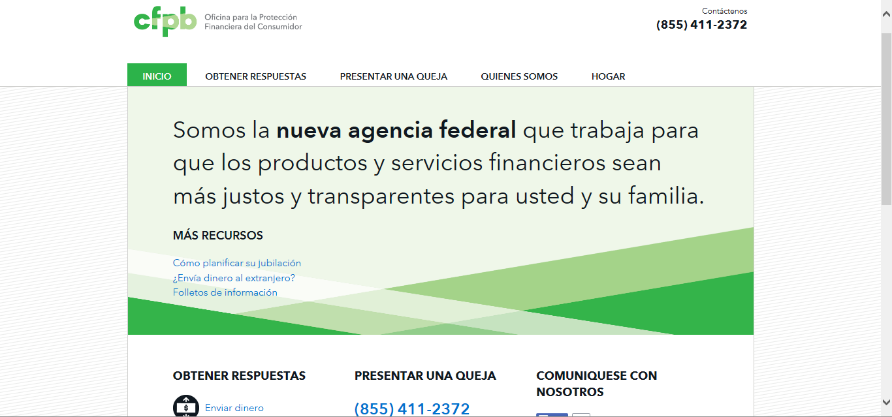 cfpb
Oficina para la Protección
Financiera del Consumidor
Contáctenos
(855) 411-2372
INICIO OBTENER RESPUESTAS PRESENTAR UNA QUEJA QUIENES SOMOS HOGAR
Somos la nueva agencia federal que trabaja para
que los productos y servicios financieros sean
más justos y transparentes para usted y su familia.
MÁS RECURSOS
Cómo planificar su jubilación
¿Envía dinero al extranjero?
Folletos de información
OBTENER RESPUESTAS
Enviar dinero
PRESENTAR UNA QUEJA
(855) 411-2372
COMUNIQUESE CON
NOSOTROS